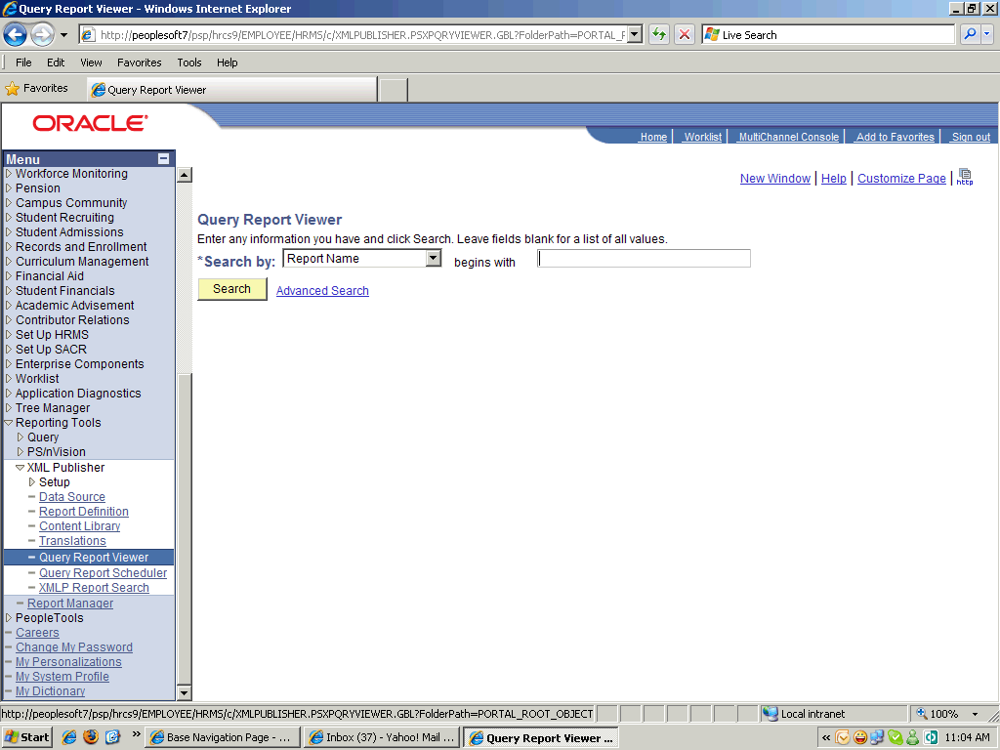 Query Report Viewer - Windows Internet Explorer
http://peoplesoft7/psp/hrcs9/EMPLOYEE/HRMS/c/XMLPUBLISHER.PSXPQRYVIEWER.GBL?FolderPath=PORTAL_F
Live Search
File Edit View Favorites Tools Help
Favorites
Query Report Viewer
ORACLE®
Home Worklist MultiChannel Console Add to Favorites Sign out
Menu
New Window | Help | Customize Page | http
Workforce Monitoring
Pension
Campus Community
Student Recruiting
Student Admissions
Records and Enrollment
Curriculum Management
Financial Aid
Student Financials
Academic Advisement
Contributor Relations
Set Up HRMS
Set Up SACR
Enterprise Components
Worklist
Application Diagnostics
Tree Manager
Reporting Tools
Query
PS/nVision
XML Publisher
Setup
Data Source
Report Definition
Content Library
Translations
Query Report Viewer
Query Report Scheduler
XMLP Report Search
Report Manager
PeopleTools
Careers
Change My Password
My Personalizations
My System Profile
My Dictionary
Query Report Viewer
Enter any information you have and click Search. Leave fields blank for a list of all values.
*Search by: Report Name begins with
Search Advanced Search
http://peoplesoft7/psp/hrcs9/EMPLOYEE/HRMS/c/XMLPUBLISHER.PSXPQRYVIEWER.GBL?FolderPath=PORTAL_ROOT_OBJECT
Local intranet
100%
Start
Base Navigation Page - ...
Inbox (37) - Yahoo! Mail ...
Query Report Viewer ...
11:04 AM